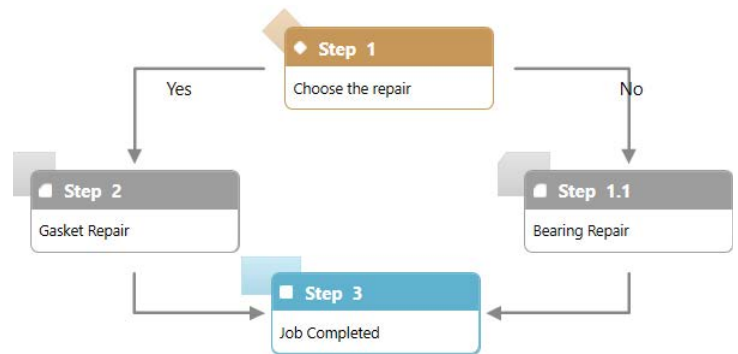 Step 1
Choose the repair
Yes
No
Step 2
Gasket Repair
Step 1.1
Bearing Repair
Step 3
Job Completed